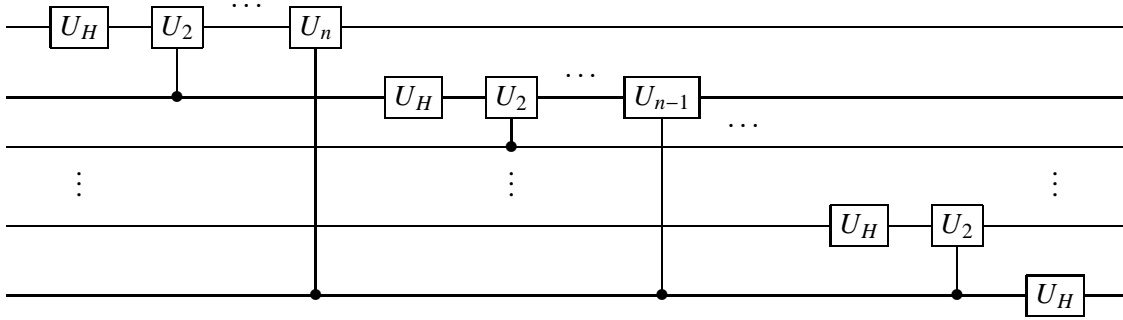 ⋯
U_H U_2 U_n
⋯
U_H U_2 U_{n−1}
⋯
⋮ ⋮ ⋮
U_H U_2
U_H